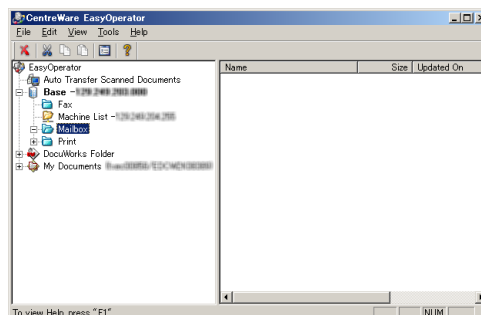 CentreWare EasyOperator
File Edit View Tools Help
EasyOperator
Name Size Updated On
Auto Transfer Scanned Documents
Base -
Fax
Machine List -
Mailbox
Print
DocuWorks Folder
My Documents
To view Help, press "F1"
NUM